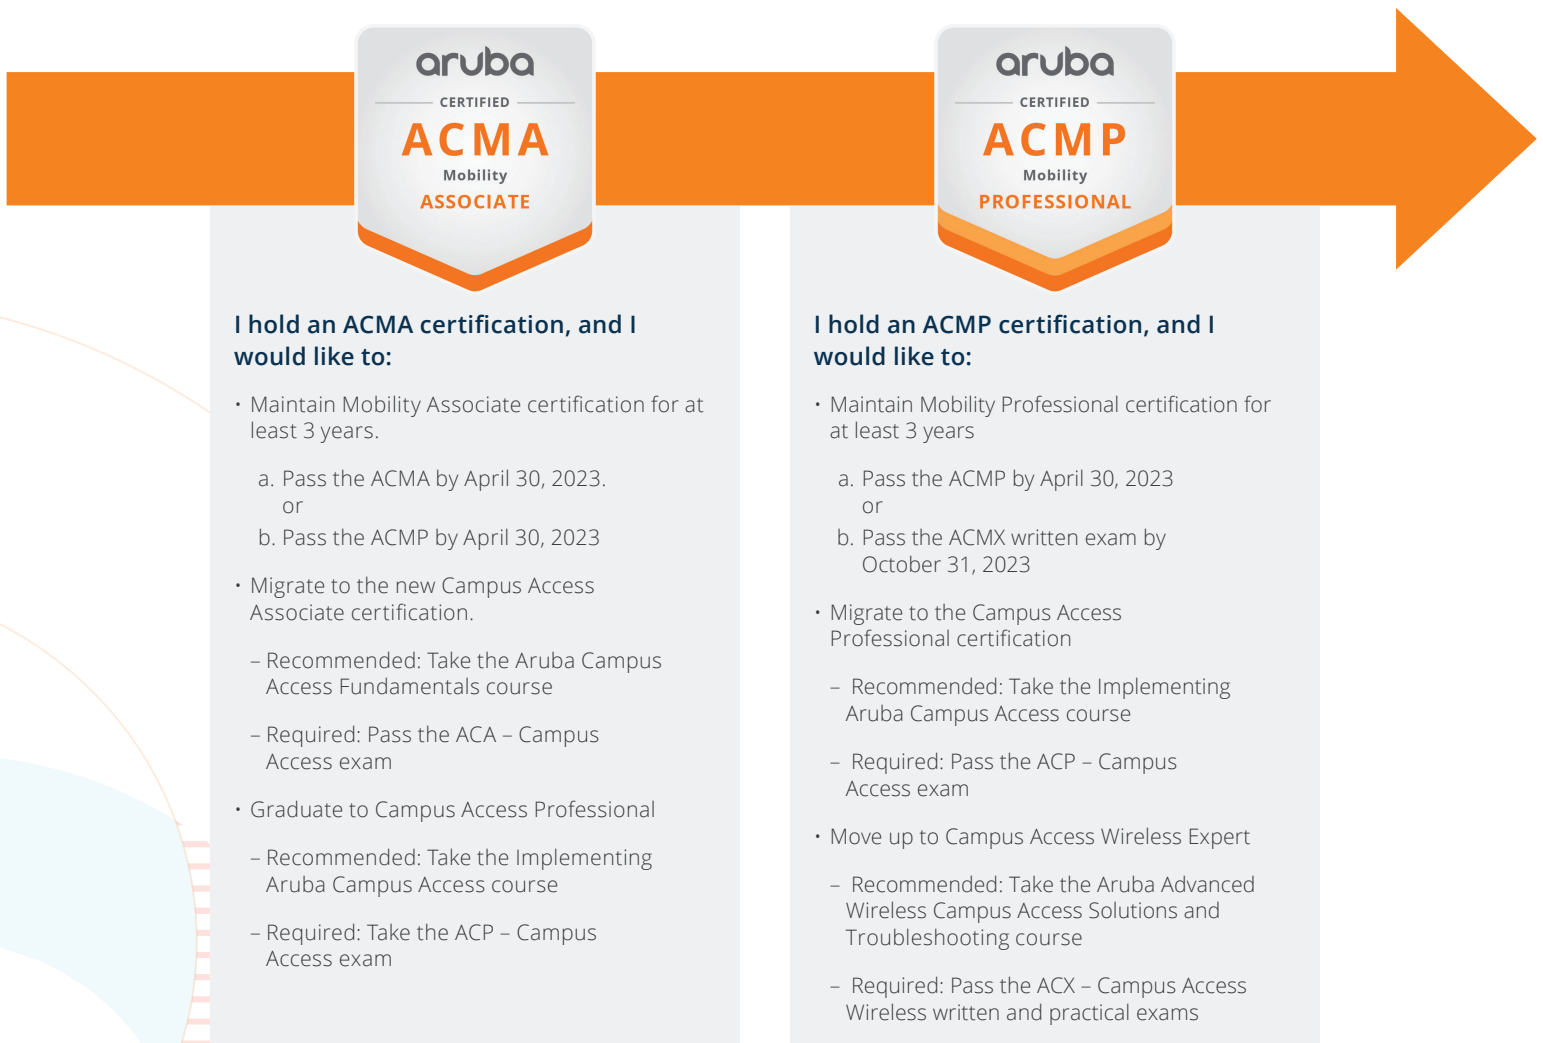 aruba
CERTIFIED
ACMA
Mobility
ASSOCIATE
I hold an ACMA certification, and I
would like to:
• Maintain Mobility Associate certification for at
least 3 years.
a. Pass the ACMA by April 30, 2023.
or
b. Pass the ACMP by April 30, 2023
• Migrate to the new Campus Access
Associate certification.
– Recommended: Take the Aruba Campus
Access Fundamentals course
– Required: Pass the ACA – Campus
Access exam
• Graduate to Campus Access Professional
– Recommended: Take the Implementing
Aruba Campus Access course
– Required: Take the ACP – Campus
Access exam
aruba
CERTIFIED
ACMP
Mobility
PROFESSIONAL
I hold an ACMP certification, and I
would like to:
• Maintain Mobility Professional certification for
at least 3 years
a. Pass the ACMP by April 30, 2023
or
b. Pass the ACMX written exam by
October 31, 2023
• Migrate to the Campus Access
Professional certification
– Recommended: Take the Implementing
Aruba Campus Access course
– Required: Pass the ACP – Campus
Access exam
• Move up to Campus Access Wireless Expert
– Recommended: Take the Aruba Advanced
Wireless Campus Access Solutions and
Troubleshooting course
– Required: Pass the ACX – Campus Access
Wireless written and practical exams